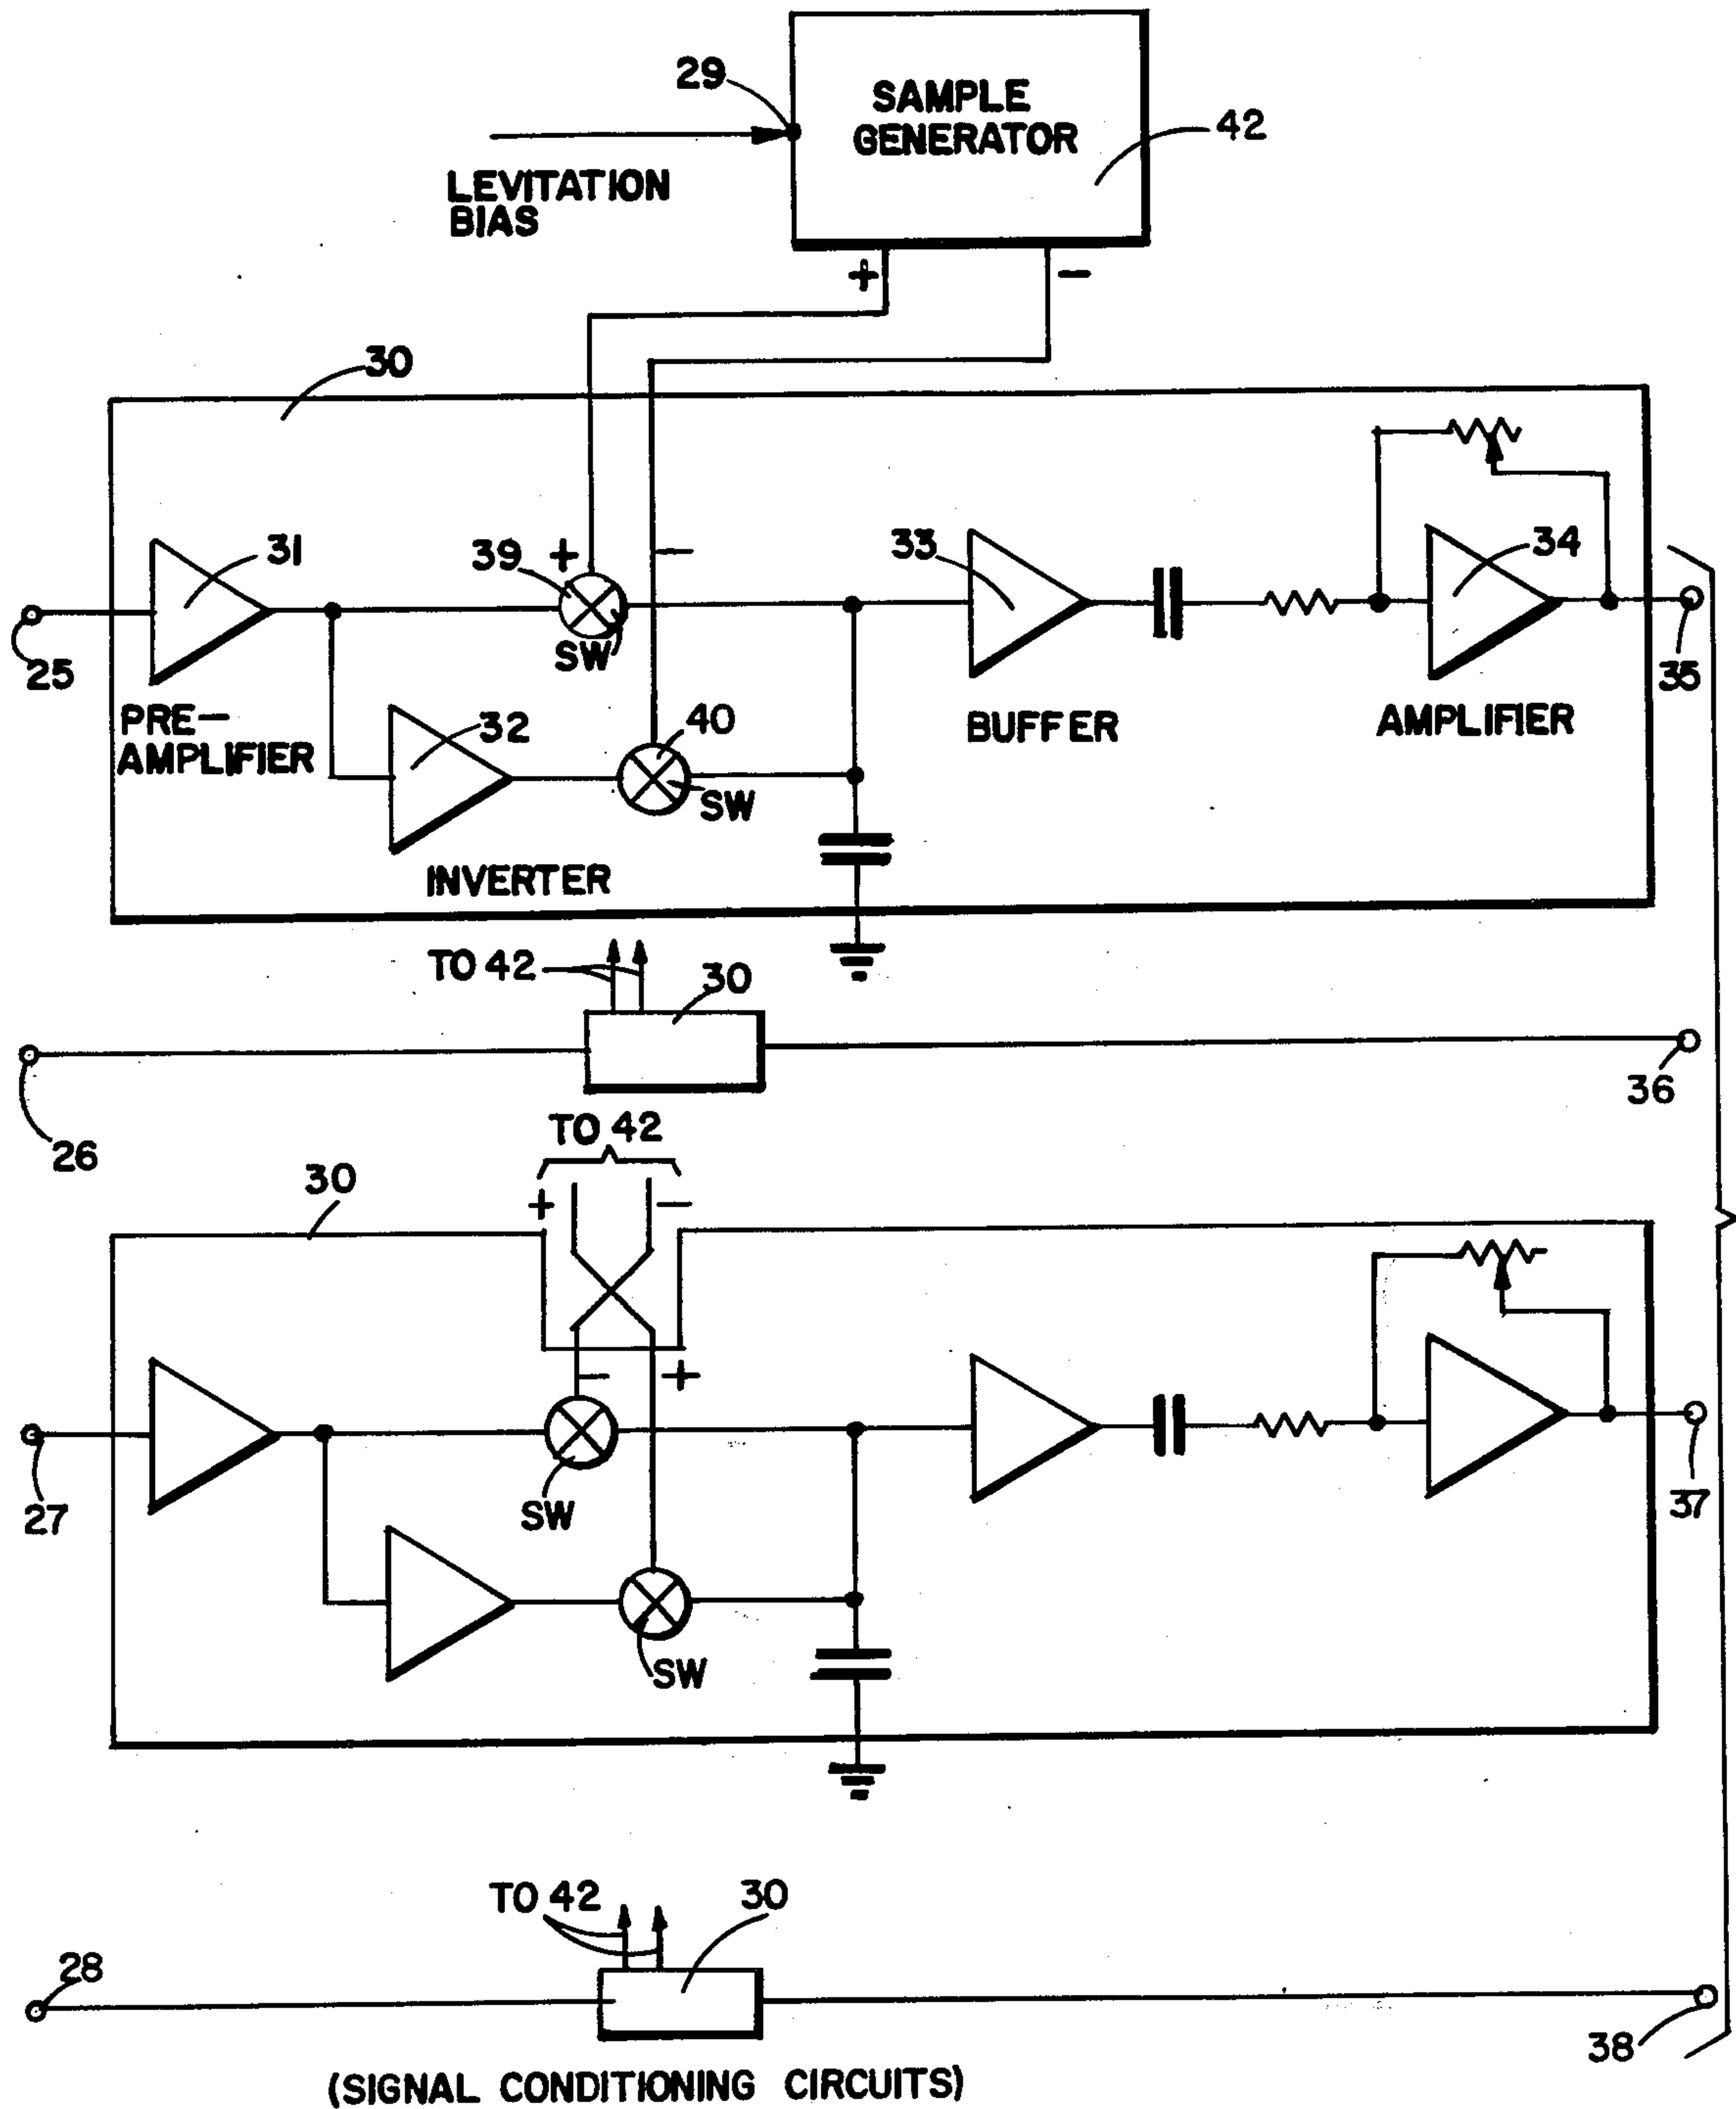 29
SAMPLE
GENERATOR
42
LEVITATION
BIAS
+ −
30
31
39 + −
33
34
25
SW
35
PRE—
AMPLIFIER
32
40
BUFFER
AMPLIFIER
SW
INVERTER
TO 42
30
26
36
TO 42
30
+ −
− +
27
SW
37
SW
TO 42
30
28
38
(SIGNAL CONDITIONING CIRCUITS)